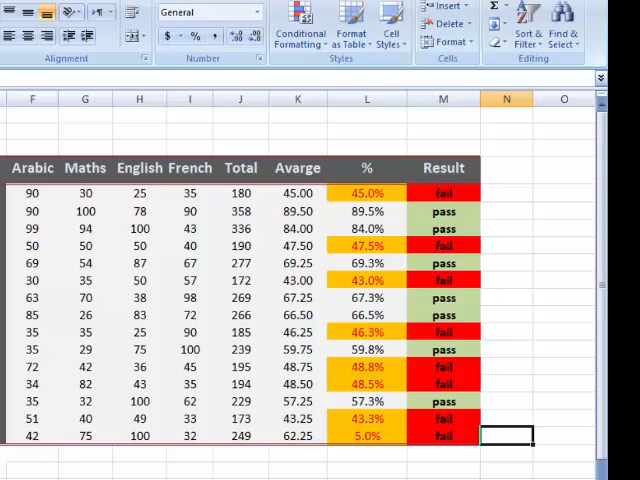 General
Insert
Conditional Formatting
Format as Table
Cell Styles
Delete
Format
Sort & Filter
Find & Select
Alignment
Number
Styles
Cells
Editing
F G H I J K L M N O
Arabic Maths English French Total Avarge % Result
90 30 25 35 180 45.00 45.0% fail
90 100 78 90 358 89.50 89.5% pass
99 94 100 43 336 84.00 84.0% pass
50 50 50 40 190 47.50 47.5% fail
69 54 87 67 277 69.25 69.3% pass
30 35 50 57 172 43.00 43.0% fail
63 70 38 98 269 67.25 67.3% pass
85 26 83 72 266 66.50 66.5% pass
35 35 25 90 185 46.25 46.3% fail
35 29 75 100 239 59.75 59.8% pass
72 42 36 45 195 48.75 48.8% fail
34 82 43 35 194 48.50 48.5% fail
35 32 100 62 229 57.25 57.3% pass
51 40 49 33 173 43.25 43.3% fail
42 75 100 32 249 62.25 5.0% fail